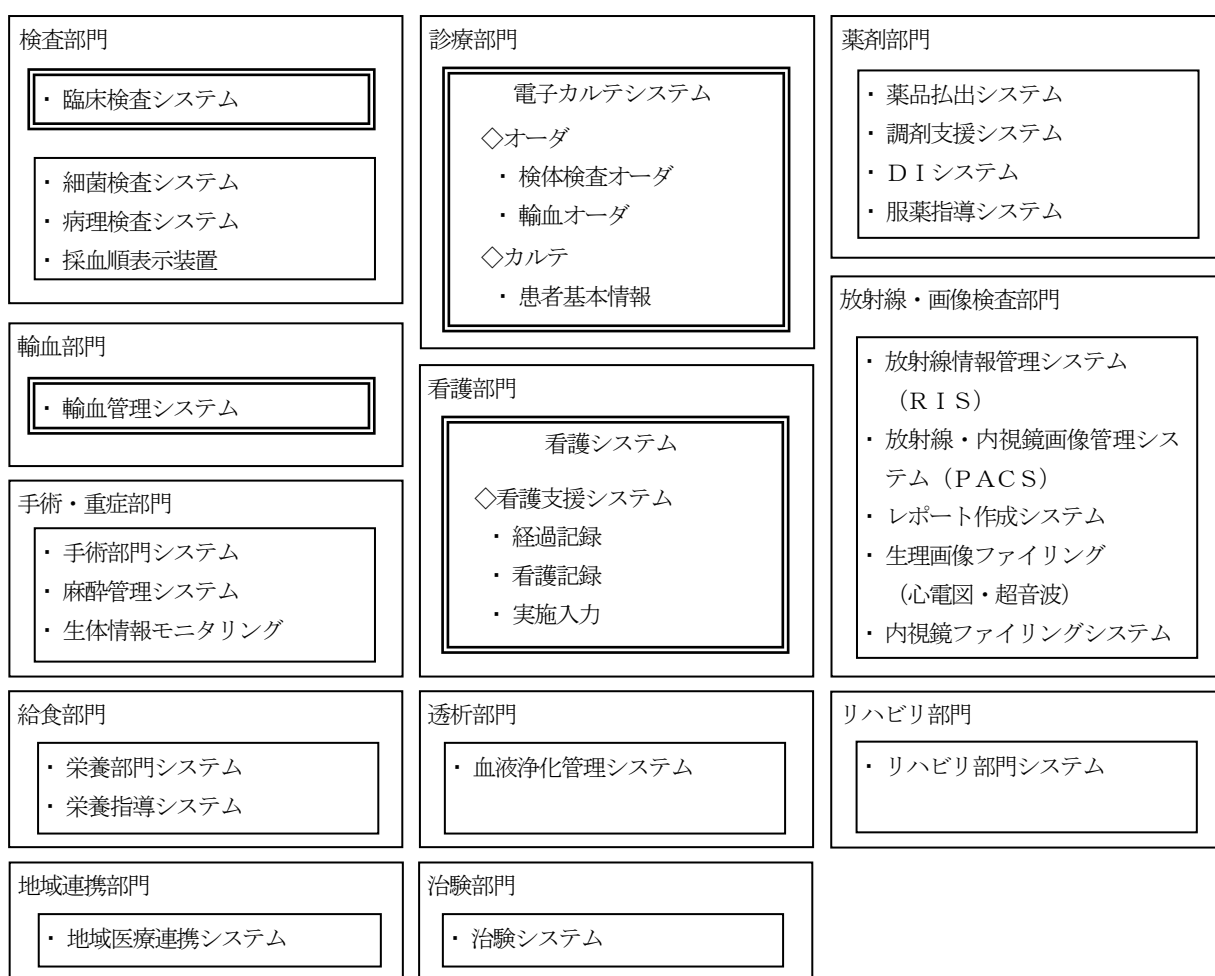 検査部門
・臨床検査システム
・細菌検査システム
・病理検査システム
・採血順表示装置
輸血部門
・輸血管理システム
手術・重症部門
・手術部門システム
・麻酔管理システム
・生体情報モニタリング
給食部門
・栄養部門システム
・栄養指導システム
地域連携部門
・地域医療連携システム
診療部門
電子カルテシステム
◇オーダ
・検体検査オーダ
・輸血オーダ
◇カルテ
・患者基本情報
看護部門
看護システム
◇看護支援システム
・経過記録
・看護記録
・実施入力
透析部門
・血液浄化管理システム
治験部門
・治験システム
薬剤部門
・薬品払出システム
・調剤支援システム
・ＤＩシステム
・服薬指導システム
放射線・画像検査部門
・放射線情報管理システム
（ＲＩＳ）
・放射線・内視鏡画像管理シス
テム（ＰＡＣＳ）
・レポート作成システム
・生理画像ファイリング
（心電図・超音波）
・内視鏡ファイリングシステム
リハビリ部門
・リハビリ部門システム